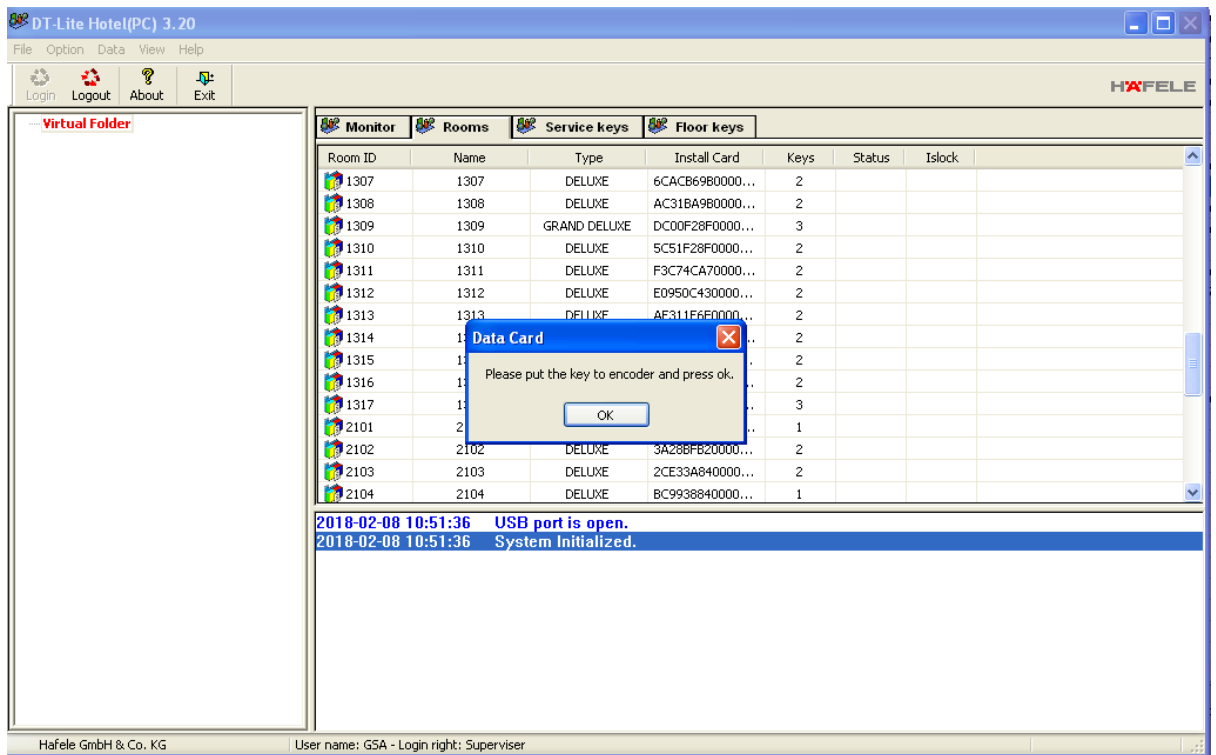 DT-Lite Hotel(PC) 3.20
File Option Data View Help
Login Logout About Exit
HÄFELE
Virtual Folder
Monitor Rooms Service keys Floor keys
Room ID Name Type Install Card Keys Status Islock
1307 1307 DELUXE 6CACB69B0000... 2
1308 1308 DELUXE AC31BA9B0000... 2
1309 1309 GRAND DELUXE DC00F28F0000... 3
1310 1310 DELUXE 5C51F28F0000... 2
1311 1311 DELUXE F3C74CA70000... 2
1312 1312 DELUXE E0950C430000... 2
1313 1313 DELUXE AE311E6E0000... 2
1314 2
1315 2
1316 2
1317 3
2101 1
2102 2102 DELUXE 3A28BFB20000... 2
2103 2103 DELUXE 2CE33A840000... 2
2104 2104 DELUXE BC9938840000... 1
Data Card
Please put the key to encoder and press ok.
OK
2018-02-08 10:51:36 USB port is open.
2018-02-08 10:51:36 System Initialized.
Hafele GmbH & Co. KG User name: GSA - Login right: Superviser